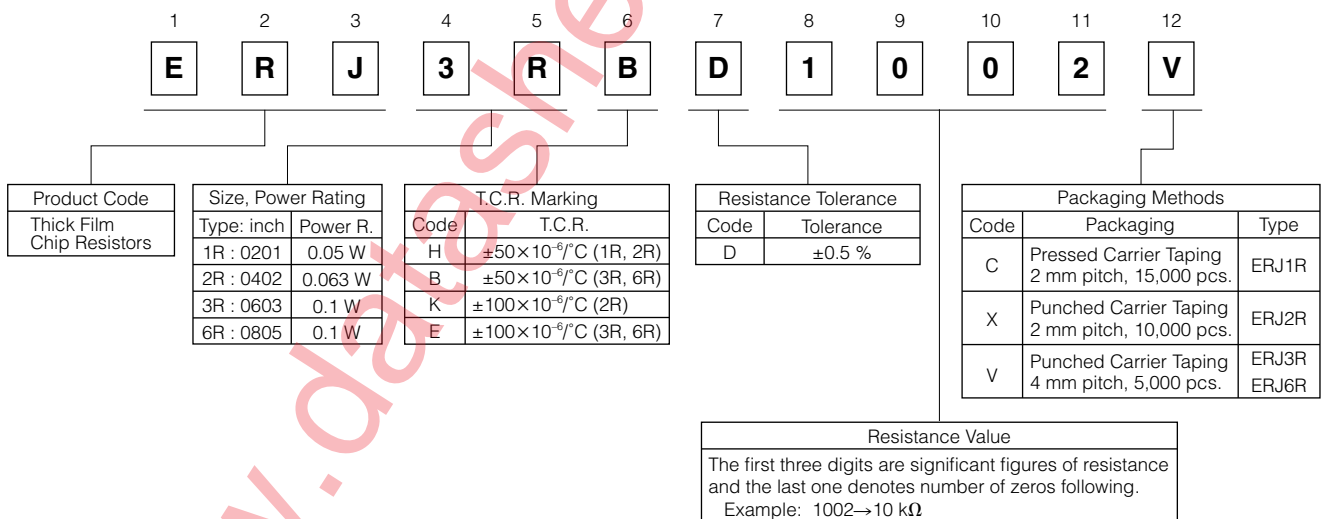 1 2 3 4 5 6 7 8 9 10 11 12
E R J 3 R B D 1 0 0 2 V
Product Code
Thick Film
Chip Resistors
Size, Power Rating
Type: inch Power R.
1R : 0201 0.05 W
2R : 0402 0.063 W
3R : 0603 0.1 W
6R : 0805 0.1 W
T.C.R. Marking
Code T.C.R.
H ±50×10⁻⁶/°C (1R, 2R)
B ±50×10⁻⁶/°C (3R, 6R)
K ±100×10⁻⁶/°C (2R)
E ±100×10⁻⁶/°C (3R, 6R)
Resistance Tolerance
Code Tolerance
D ±0.5 %
Packaging Methods
Code Packaging Type
C Pressed Carrier Taping
2 mm pitch, 15,000 pcs. ERJ1R
X Punched Carrier Taping
2 mm pitch, 10,000 pcs. ERJ2R
V Punched Carrier Taping ERJ3R
4 mm pitch, 5,000 pcs. ERJ6R
Resistance Value
The first three digits are significant figures of resistance
and the last one denotes number of zeros following.
Example: 1002→10 kΩ
w.datashe